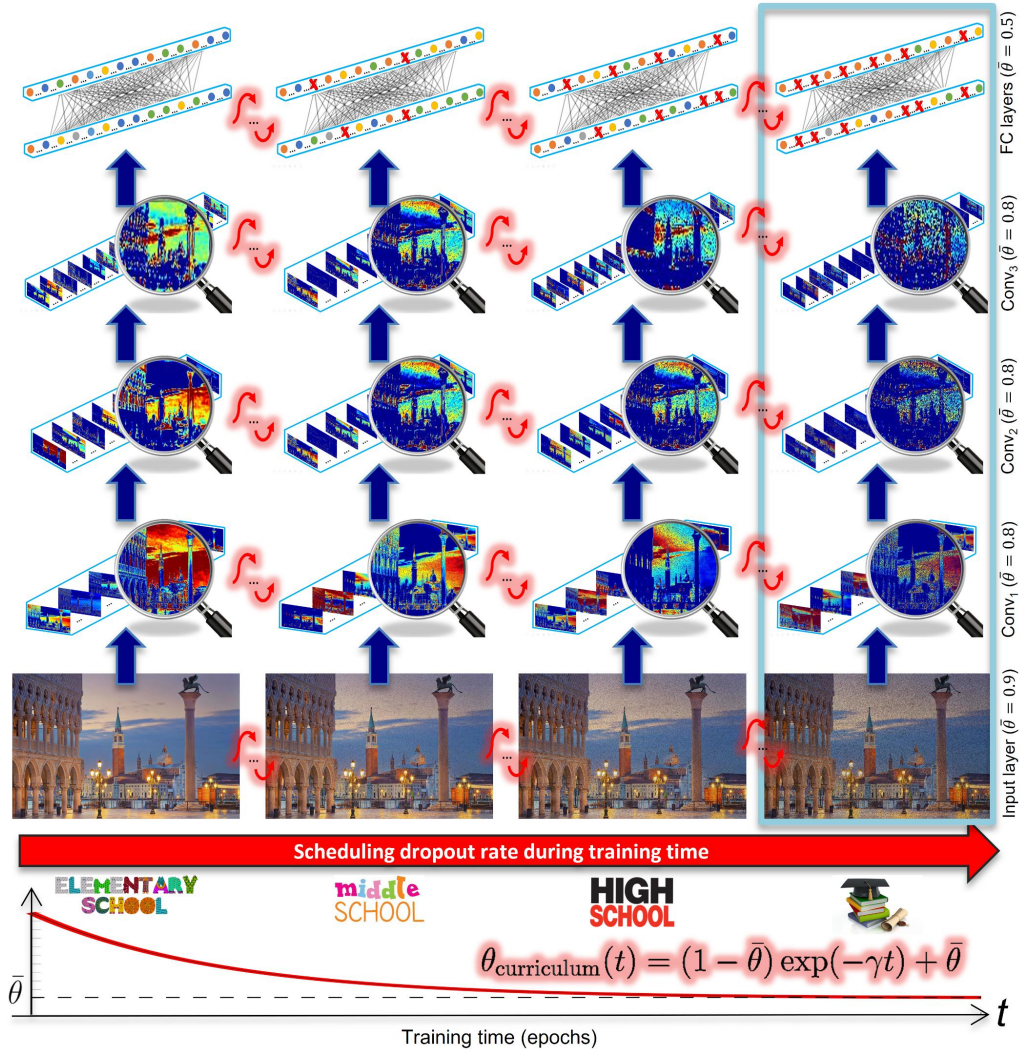 FC layers (θ̄ = 0.5)
Conv₃ (θ̄ = 0.8)
Conv₂ (θ̄ = 0.8)
Conv₁ (θ̄ = 0.8)
Input layer (θ̄ = 0.9)
Scheduling dropout rate during training time
ELEMENTARY
SCHOOL
middle
SCHOOL
HIGH
SCHOOL
θcurriculum(t) = (1 − θ̄) exp(−γt) + θ̄
θ̄
t
Training time (epochs)